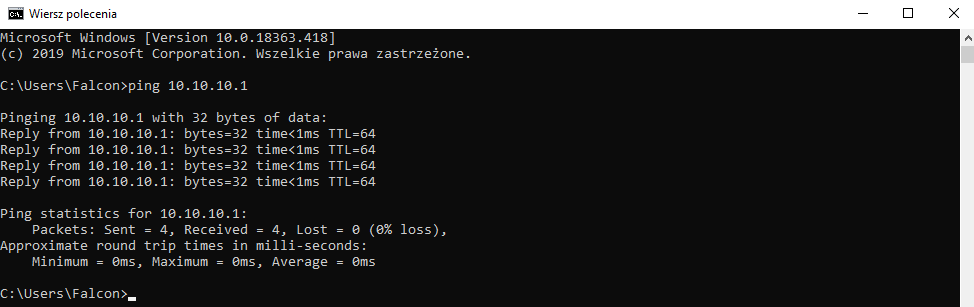 Wiersz polecenia
Microsoft Windows [Version 10.0.18363.418]
(c) 2019 Microsoft Corporation. Wszelkie prawa zastrzeżone.
C:\Users\Falcon>ping 10.10.10.1
Pinging 10.10.10.1 with 32 bytes of data:
Reply from 10.10.10.1: bytes=32 time<1ms TTL=64
Reply from 10.10.10.1: bytes=32 time<1ms TTL=64
Reply from 10.10.10.1: bytes=32 time<1ms TTL=64
Reply from 10.10.10.1: bytes=32 time<1ms TTL=64
Ping statistics for 10.10.10.1:
    Packets: Sent = 4, Received = 4, Lost = 0 (0% loss),
Approximate round trip times in milli-seconds:
    Minimum = 0ms, Maximum = 0ms, Average = 0ms
C:\Users\Falcon>